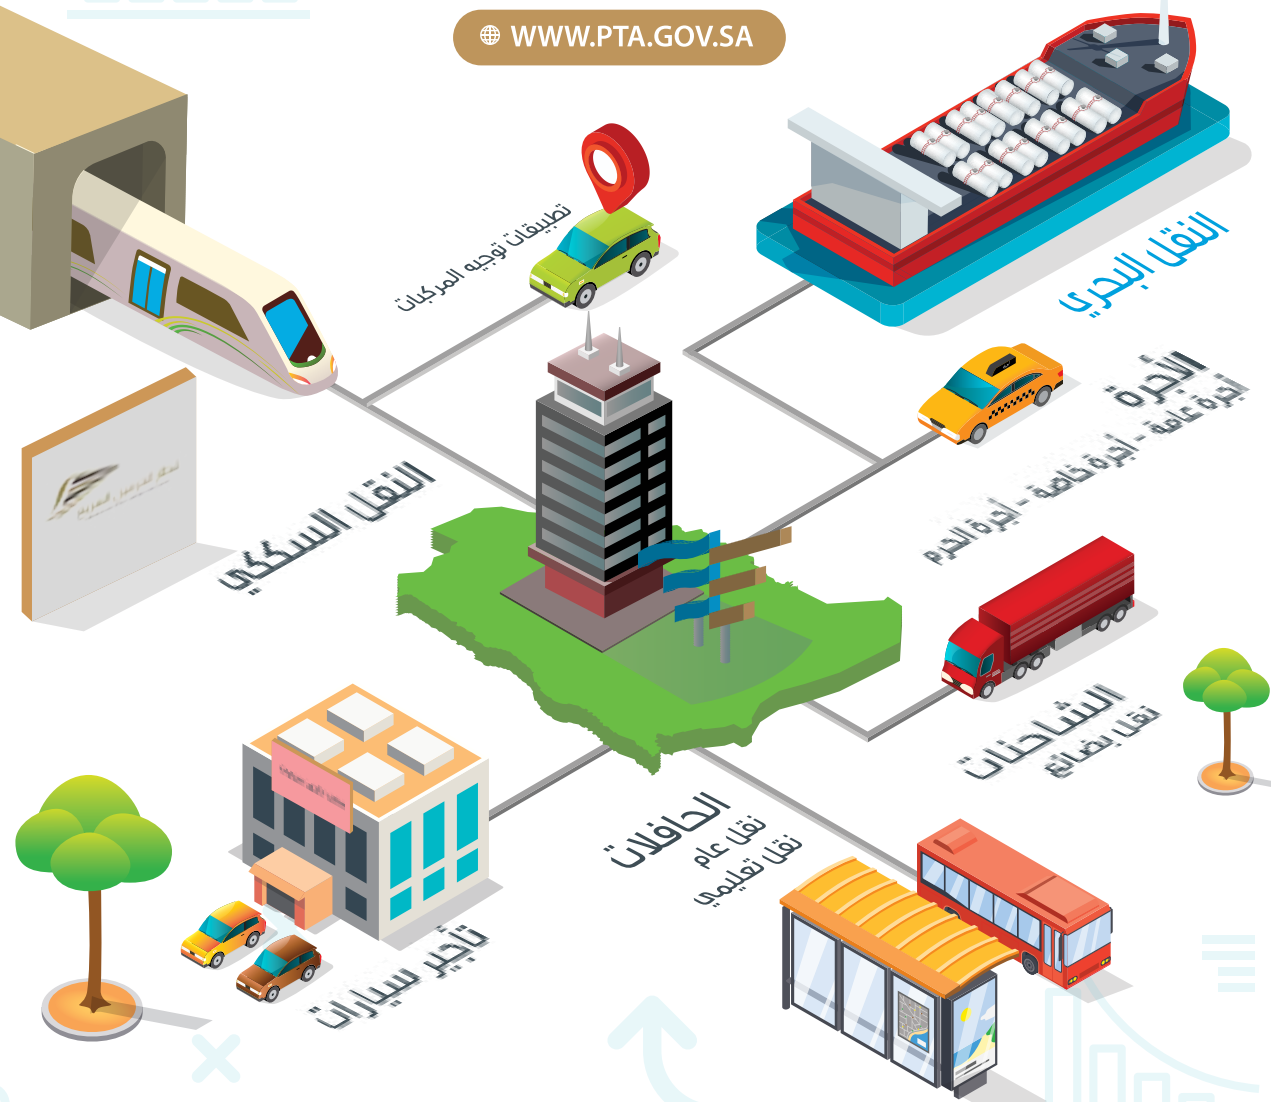 WWW.PTA.GOV.SA
تطبيقات توجيه المركبات
النقل البحري
الأجرة
أجرة عامة - أجرة خاصة - أجرة الحرم
النقل السككي
الشاحنات
نقل بضائع
الحافلات
نقل عام
نقل تعليمي
تأجير سيارات